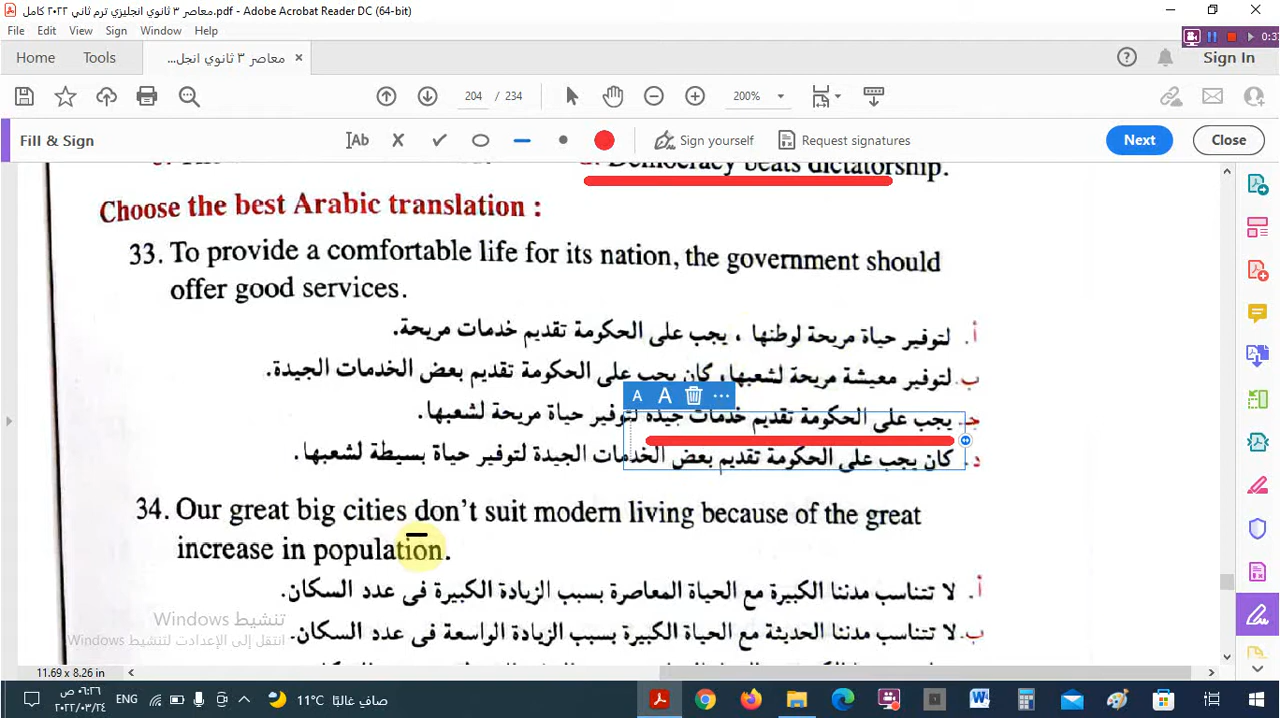 معاصر ٣ ثانوي انجليزي ترم ثاني ٢٠٢٢ كامل.pdf - Adobe Acrobat Reader DC (64-bit)
File Edit View Sign Window Help
Home Tools معاصر ٣ ثانوي انجل... × Sign In
204 / 234 200%
Fill & Sign Ab Sign yourself Request signatures Next Close
d. Democracy beats dictatorship.
Choose the best Arabic translation :
33. To provide a comfortable life for its nation, the government should
offer good services.
أ. لتوفير حياة مريحة لوطنها ، يجب على الحكومة تقديم خدمات مريحة.
ب. لتوفير معيشة مريحة لشعبها، كان يجب على الحكومة تقديم بعض الخدمات الجيدة.
A A ...
جـ. يجب على الحكومة تقديم خدمات جيدة لتوفير حياة مريحة لشعبها.
د. كان يجب على الحكومة تقديم بعض الخدمات الجيدة لتوفير حياة بسيطة لشعبها.
34. Our great big cities don't suit modern living because of the great
increase in population.
أ. لا تتناسب مدننا الكبيرة مع الحياة المعاصرة بسبب الزيادة الكبيرة فى عدد السكان.
ب. لا تتناسب مدننا الحديثة مع الحياة الكبيرة بسبب الزيادة الواسعة فى عدد السكان.
تنشيط Windows
انتقل إلى الإعدادات لتنشيط Windows
11.69 x 8.26 in
٠٦:٢٦ ص
٢٠٢٢/٠٣/٢٤
ENG 11°C صافي غالبًا